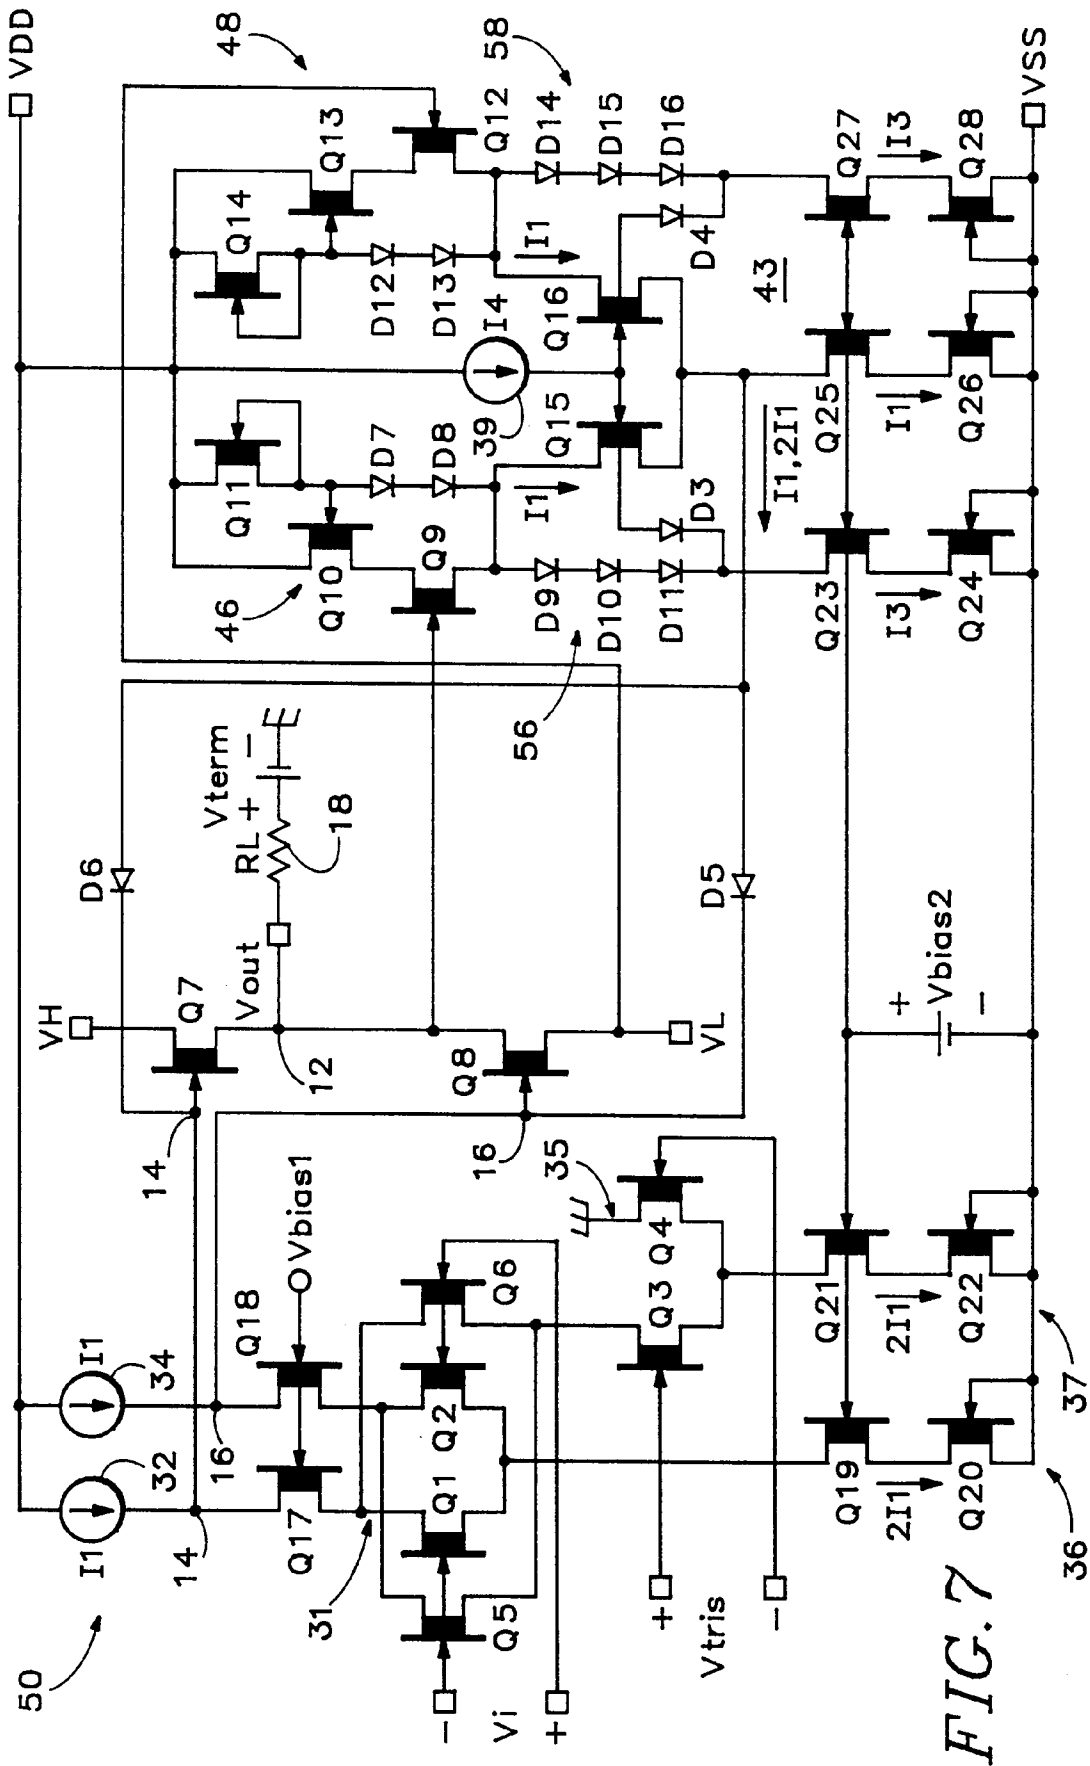 VDD
48
58
Q14
Q13
Q12
D14
D15
D16
D12
D13
I4
I1
Q16
D4
Q27
I3
Q28
VSS
43
Q11
D7
D8
39
I1
Q15
D3
I1,2I1
Q25
I1
Q26
46
Q10
Q9
D9
D10
D11
56
Q23
I3
Q24
D6
Vterm
RL + -
18
Vout
D5
VH
Q7
12
Q8
VL
14
16
+
Vbias2
-
I1
34
16
Q18
Vbias1
35
Q4
Q6
Q2
Q3
Q21
2I1
Q22
37
I1
32
14
Q17
31
Q1
Q5
Q19
2I1
Q20
36
50
-
Vi
+
+
Vtris
-
FIG. 7